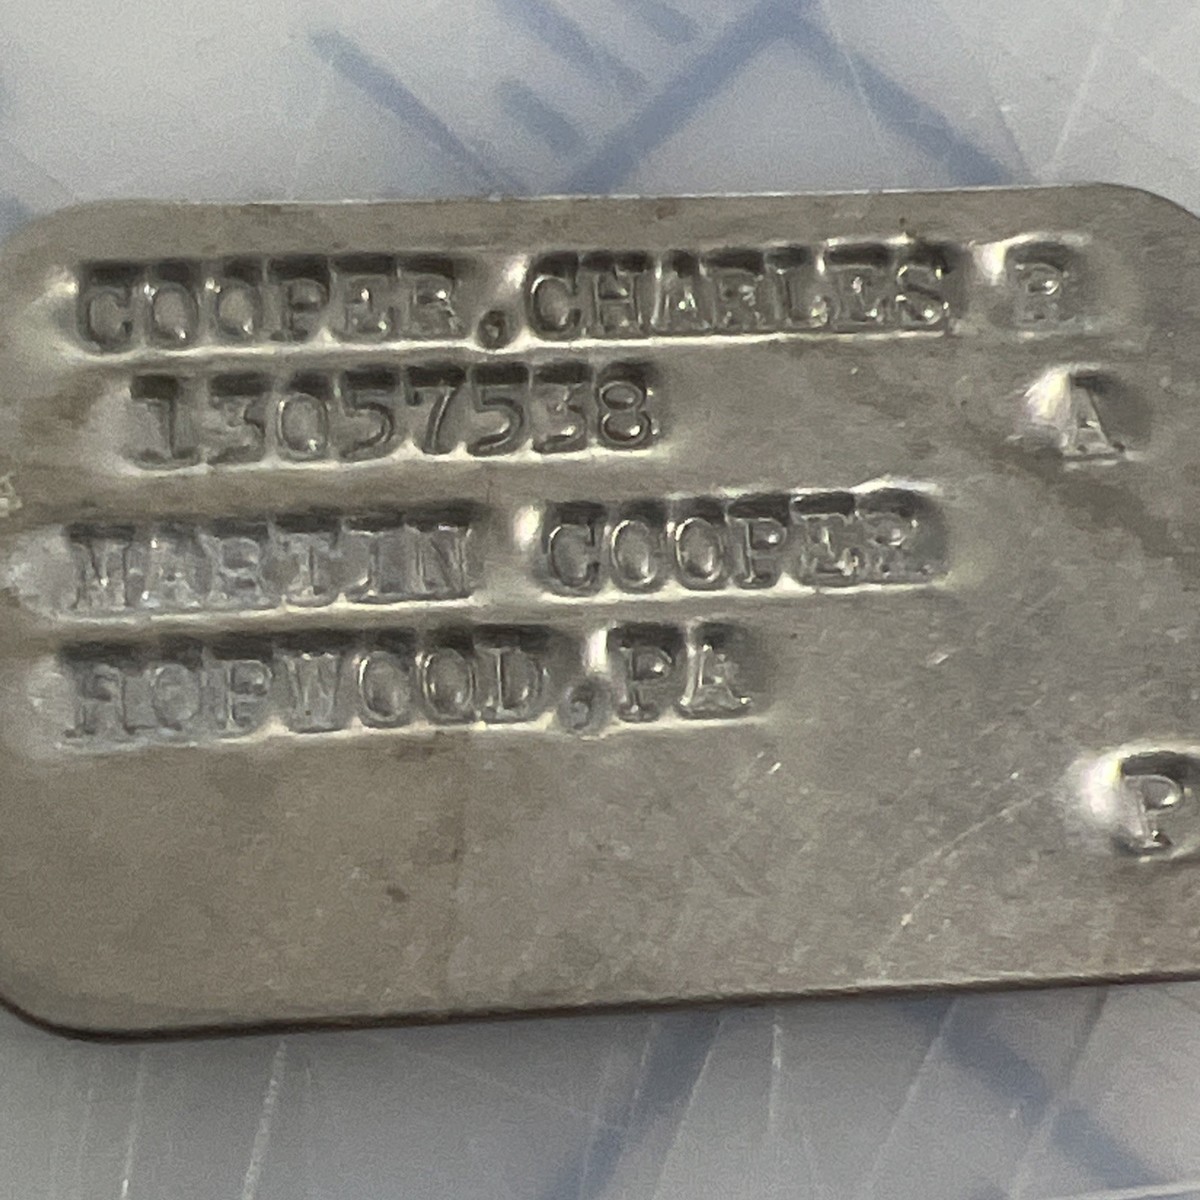 COOPER,CHARLES R
13057538 A
MARTIN COOPER
HOPWOOD,PA
P